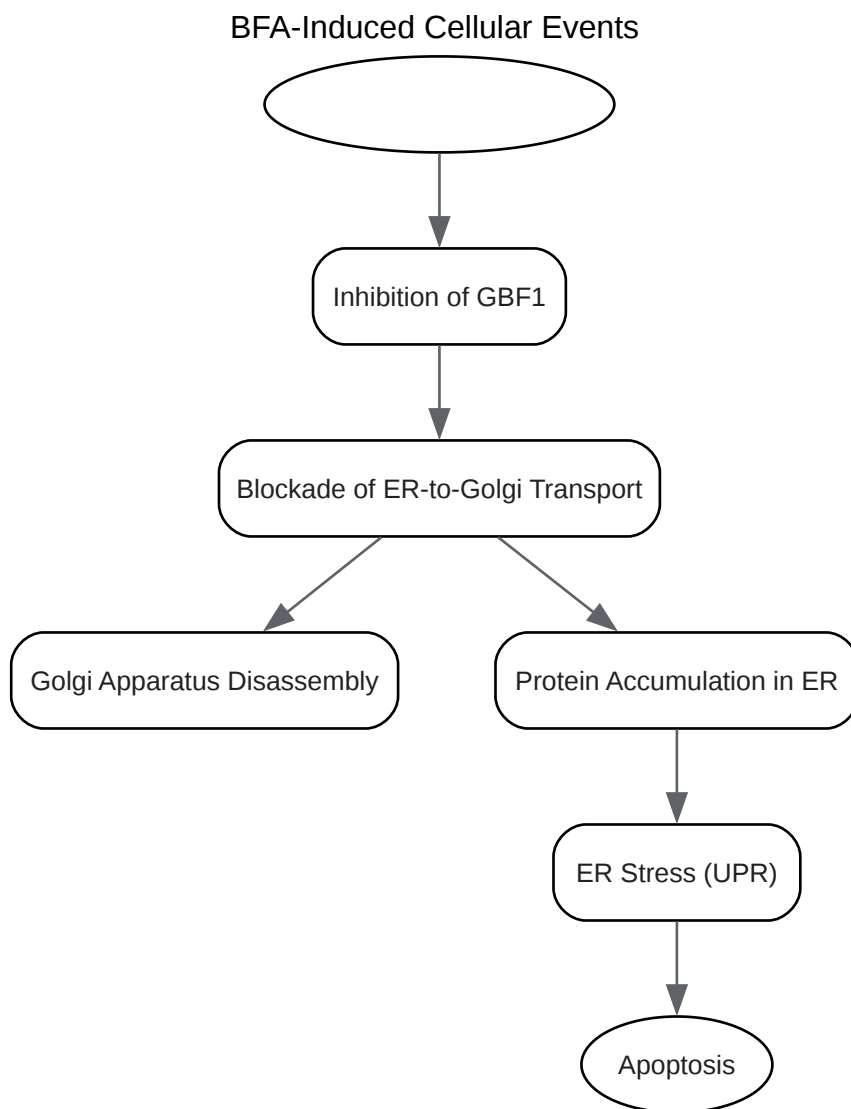 BFA-Induced Cellular Events
Inhibition of GBF1
Blockade of ER-to-Golgi Transport
Golgi Apparatus Disassembly
Protein Accumulation in ER
ER Stress (UPR)
Apoptosis